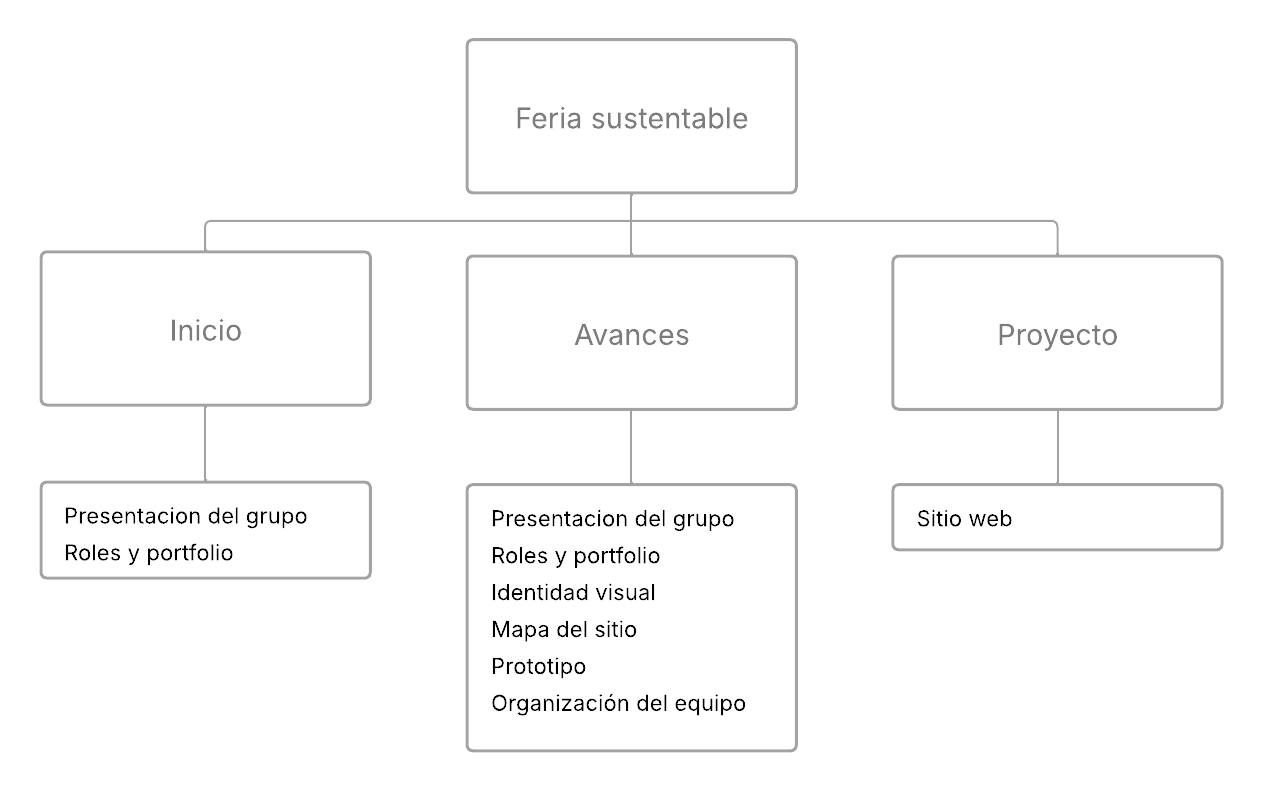 Feria sustentable
Inicio
Avances
Proyecto
Presentacion del grupo
Roles y portfolio
Presentacion del grupo
Roles y portfolio
Identidad visual
Mapa del sitio
Prototipo
Organización del equipo
Sitio web